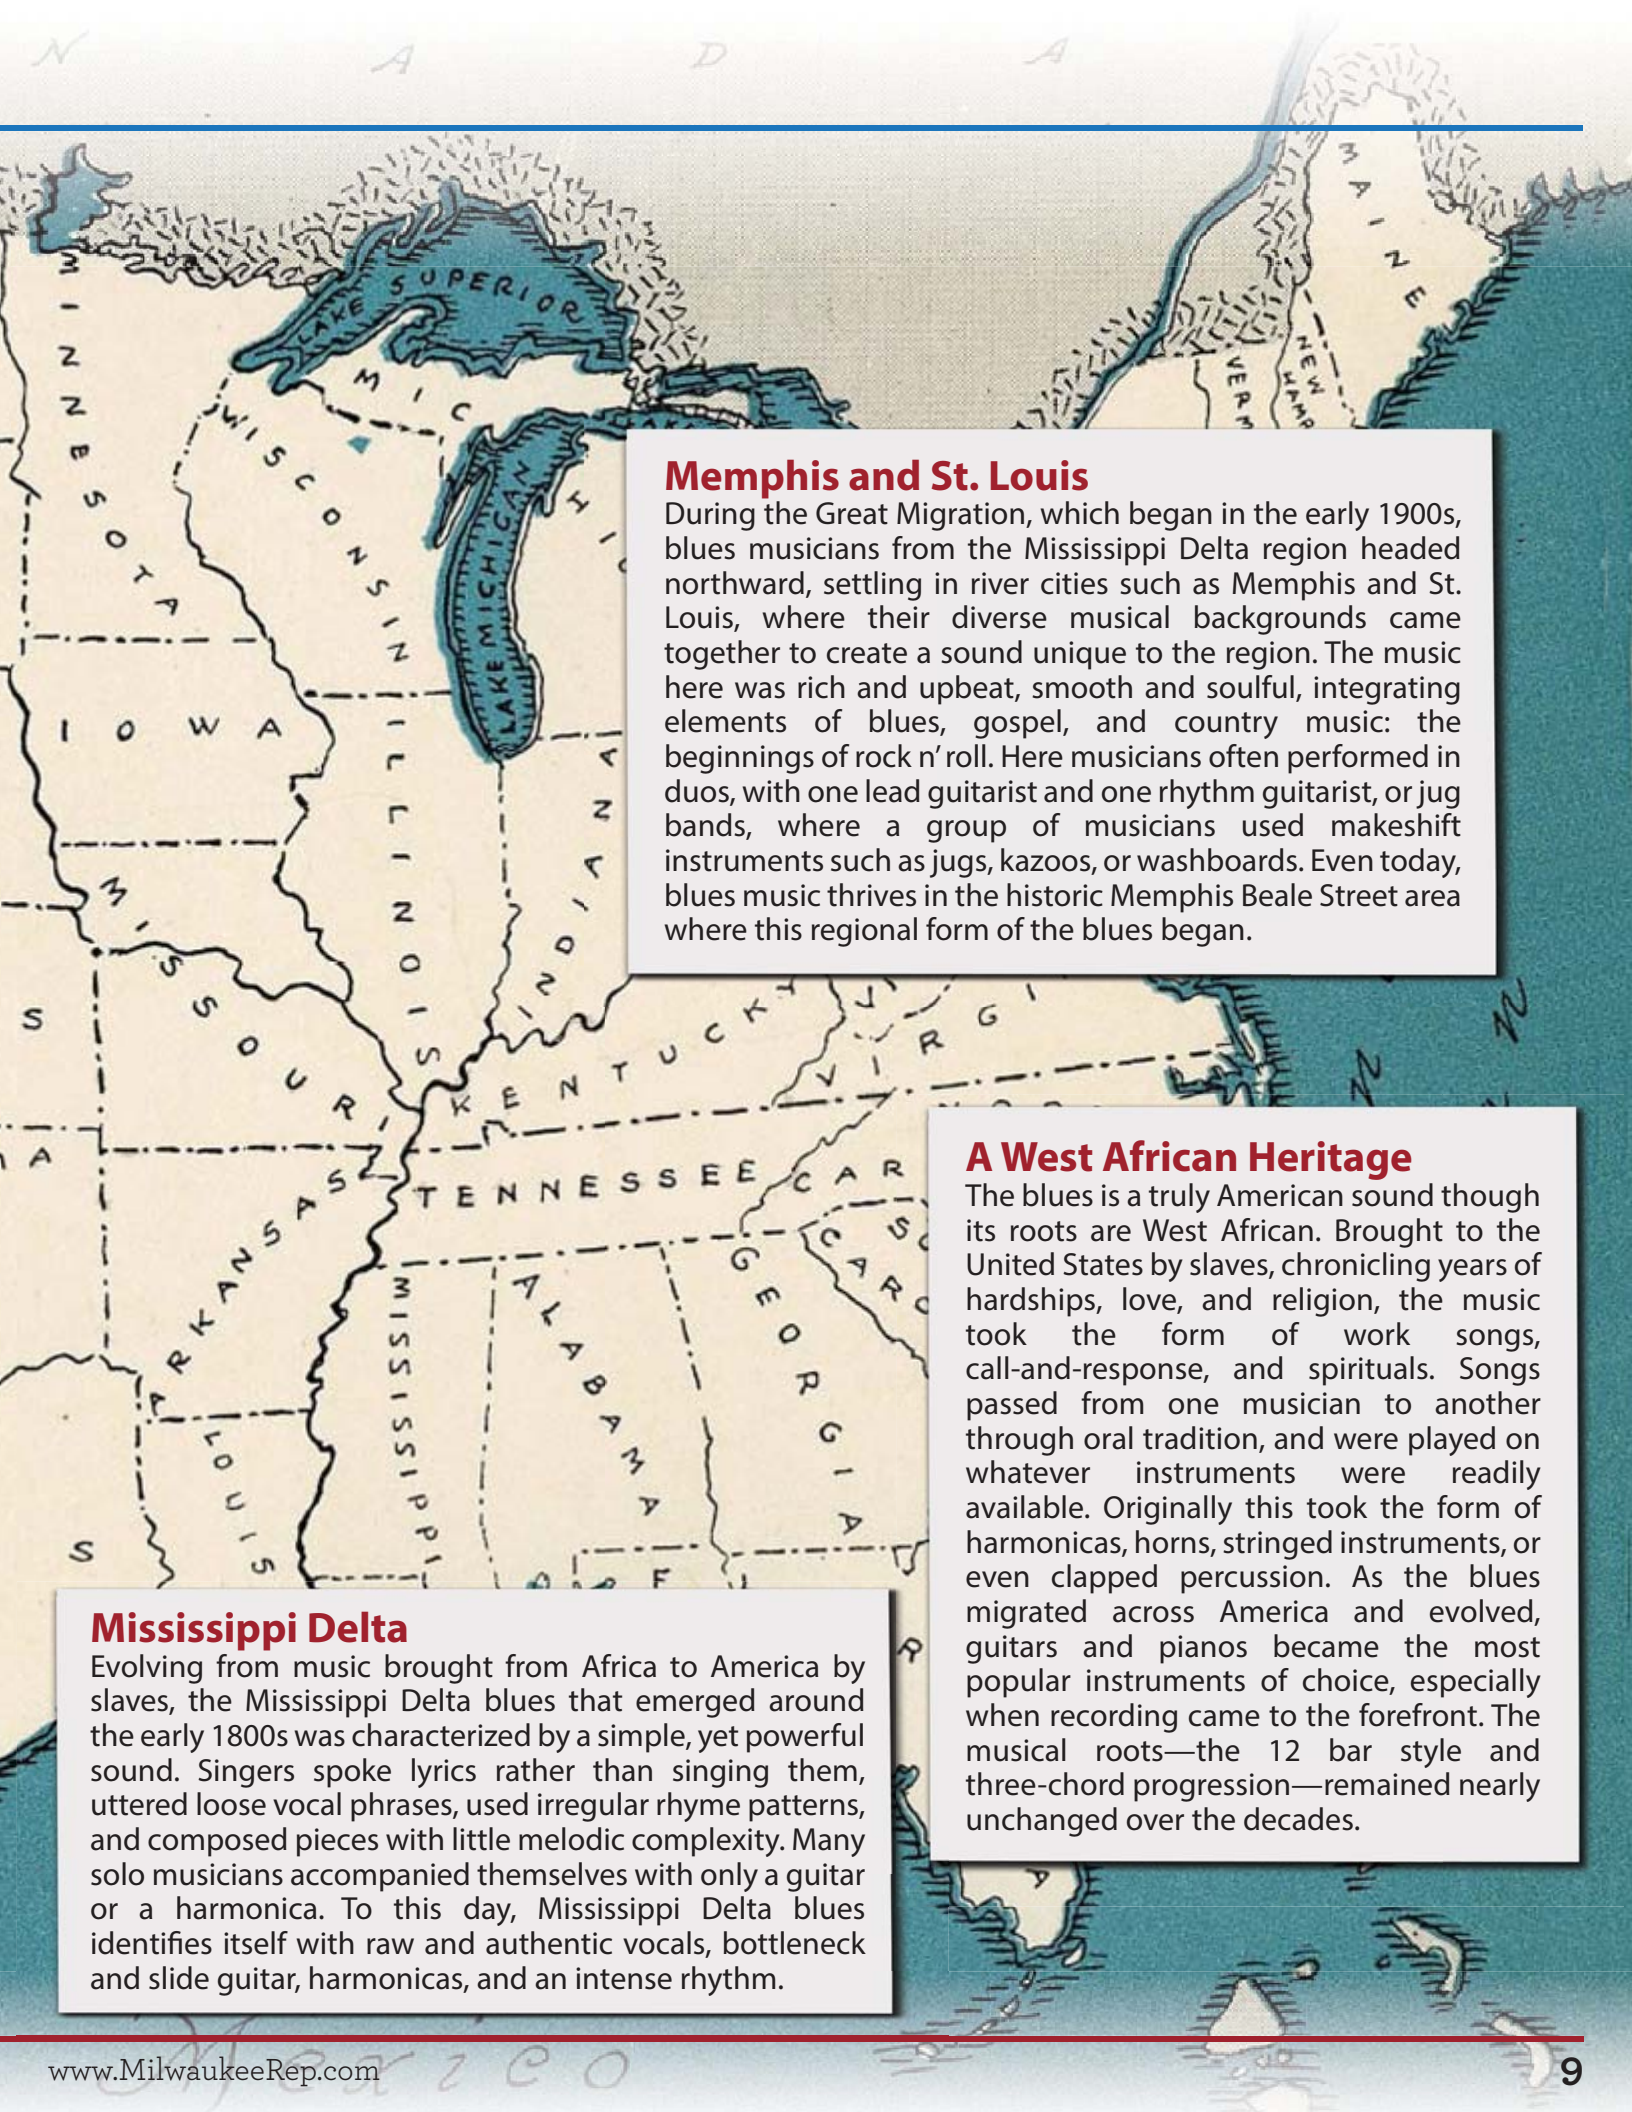 N A D A
MAINE
LAKE SUPERIOR
MINNESOTA
MIC
WISCONSIN
VERM
NEW HAMP
LAKE MICHIGAN
IOWA
ILLINOIS
INDIANA
Memphis and St. Louis
During the Great Migration, which began in the early 1900s,
blues musicians from the Mississippi Delta region headed
northward, settling in river cities such as Memphis and St.
Louis, where their diverse musical backgrounds came
together to create a sound unique to the region. The music
here was rich and upbeat, smooth and soulful, integrating
elements of blues, gospel, and country music: the
beginnings of rock n’ roll. Here musicians often performed in
duos, with one lead guitarist and one rhythm guitarist, or jug
bands, where a group of musicians used makeshift
instruments such as jugs, kazoos, or washboards. Even today,
blues music thrives in the historic Memphis Beale Street area
where this regional form of the blues began.
S
MISSOURI
KENTUCKY
VIRGI
A
TENNESSEE
CAR
ARKANSAS
MISSISSIPPI
ALABAMA
GEORGIA
CARO
LOUIS
S
F
R
A
A West African Heritage
The blues is a truly American sound though
its roots are West African. Brought to the
United States by slaves, chronicling years of
hardships, love, and religion, the music
took the form of work songs,
call-and-response, and spirituals. Songs
passed from one musician to another
through oral tradition, and were played on
whatever instruments were readily
available. Originally this took the form of
harmonicas, horns, stringed instruments, or
even clapped percussion. As the blues
migrated across America and evolved,
guitars and pianos became the most
popular instruments of choice, especially
when recording came to the forefront. The
musical roots—the 12 bar style and
three-chord progression—remained nearly
unchanged over the decades.
Mississippi Delta
Evolving from music brought from Africa to America by
slaves, the Mississippi Delta blues that emerged around
the early 1800s was characterized by a simple, yet powerful
sound. Singers spoke lyrics rather than singing them,
uttered loose vocal phrases, used irregular rhyme patterns,
and composed pieces with little melodic complexity. Many
solo musicians accompanied themselves with only a guitar
or a harmonica. To this day, Mississippi Delta blues
identifies itself with raw and authentic vocals, bottleneck
and slide guitar, harmonicas, and an intense rhythm.
Mexico
www.MilwaukeeRep.com
9